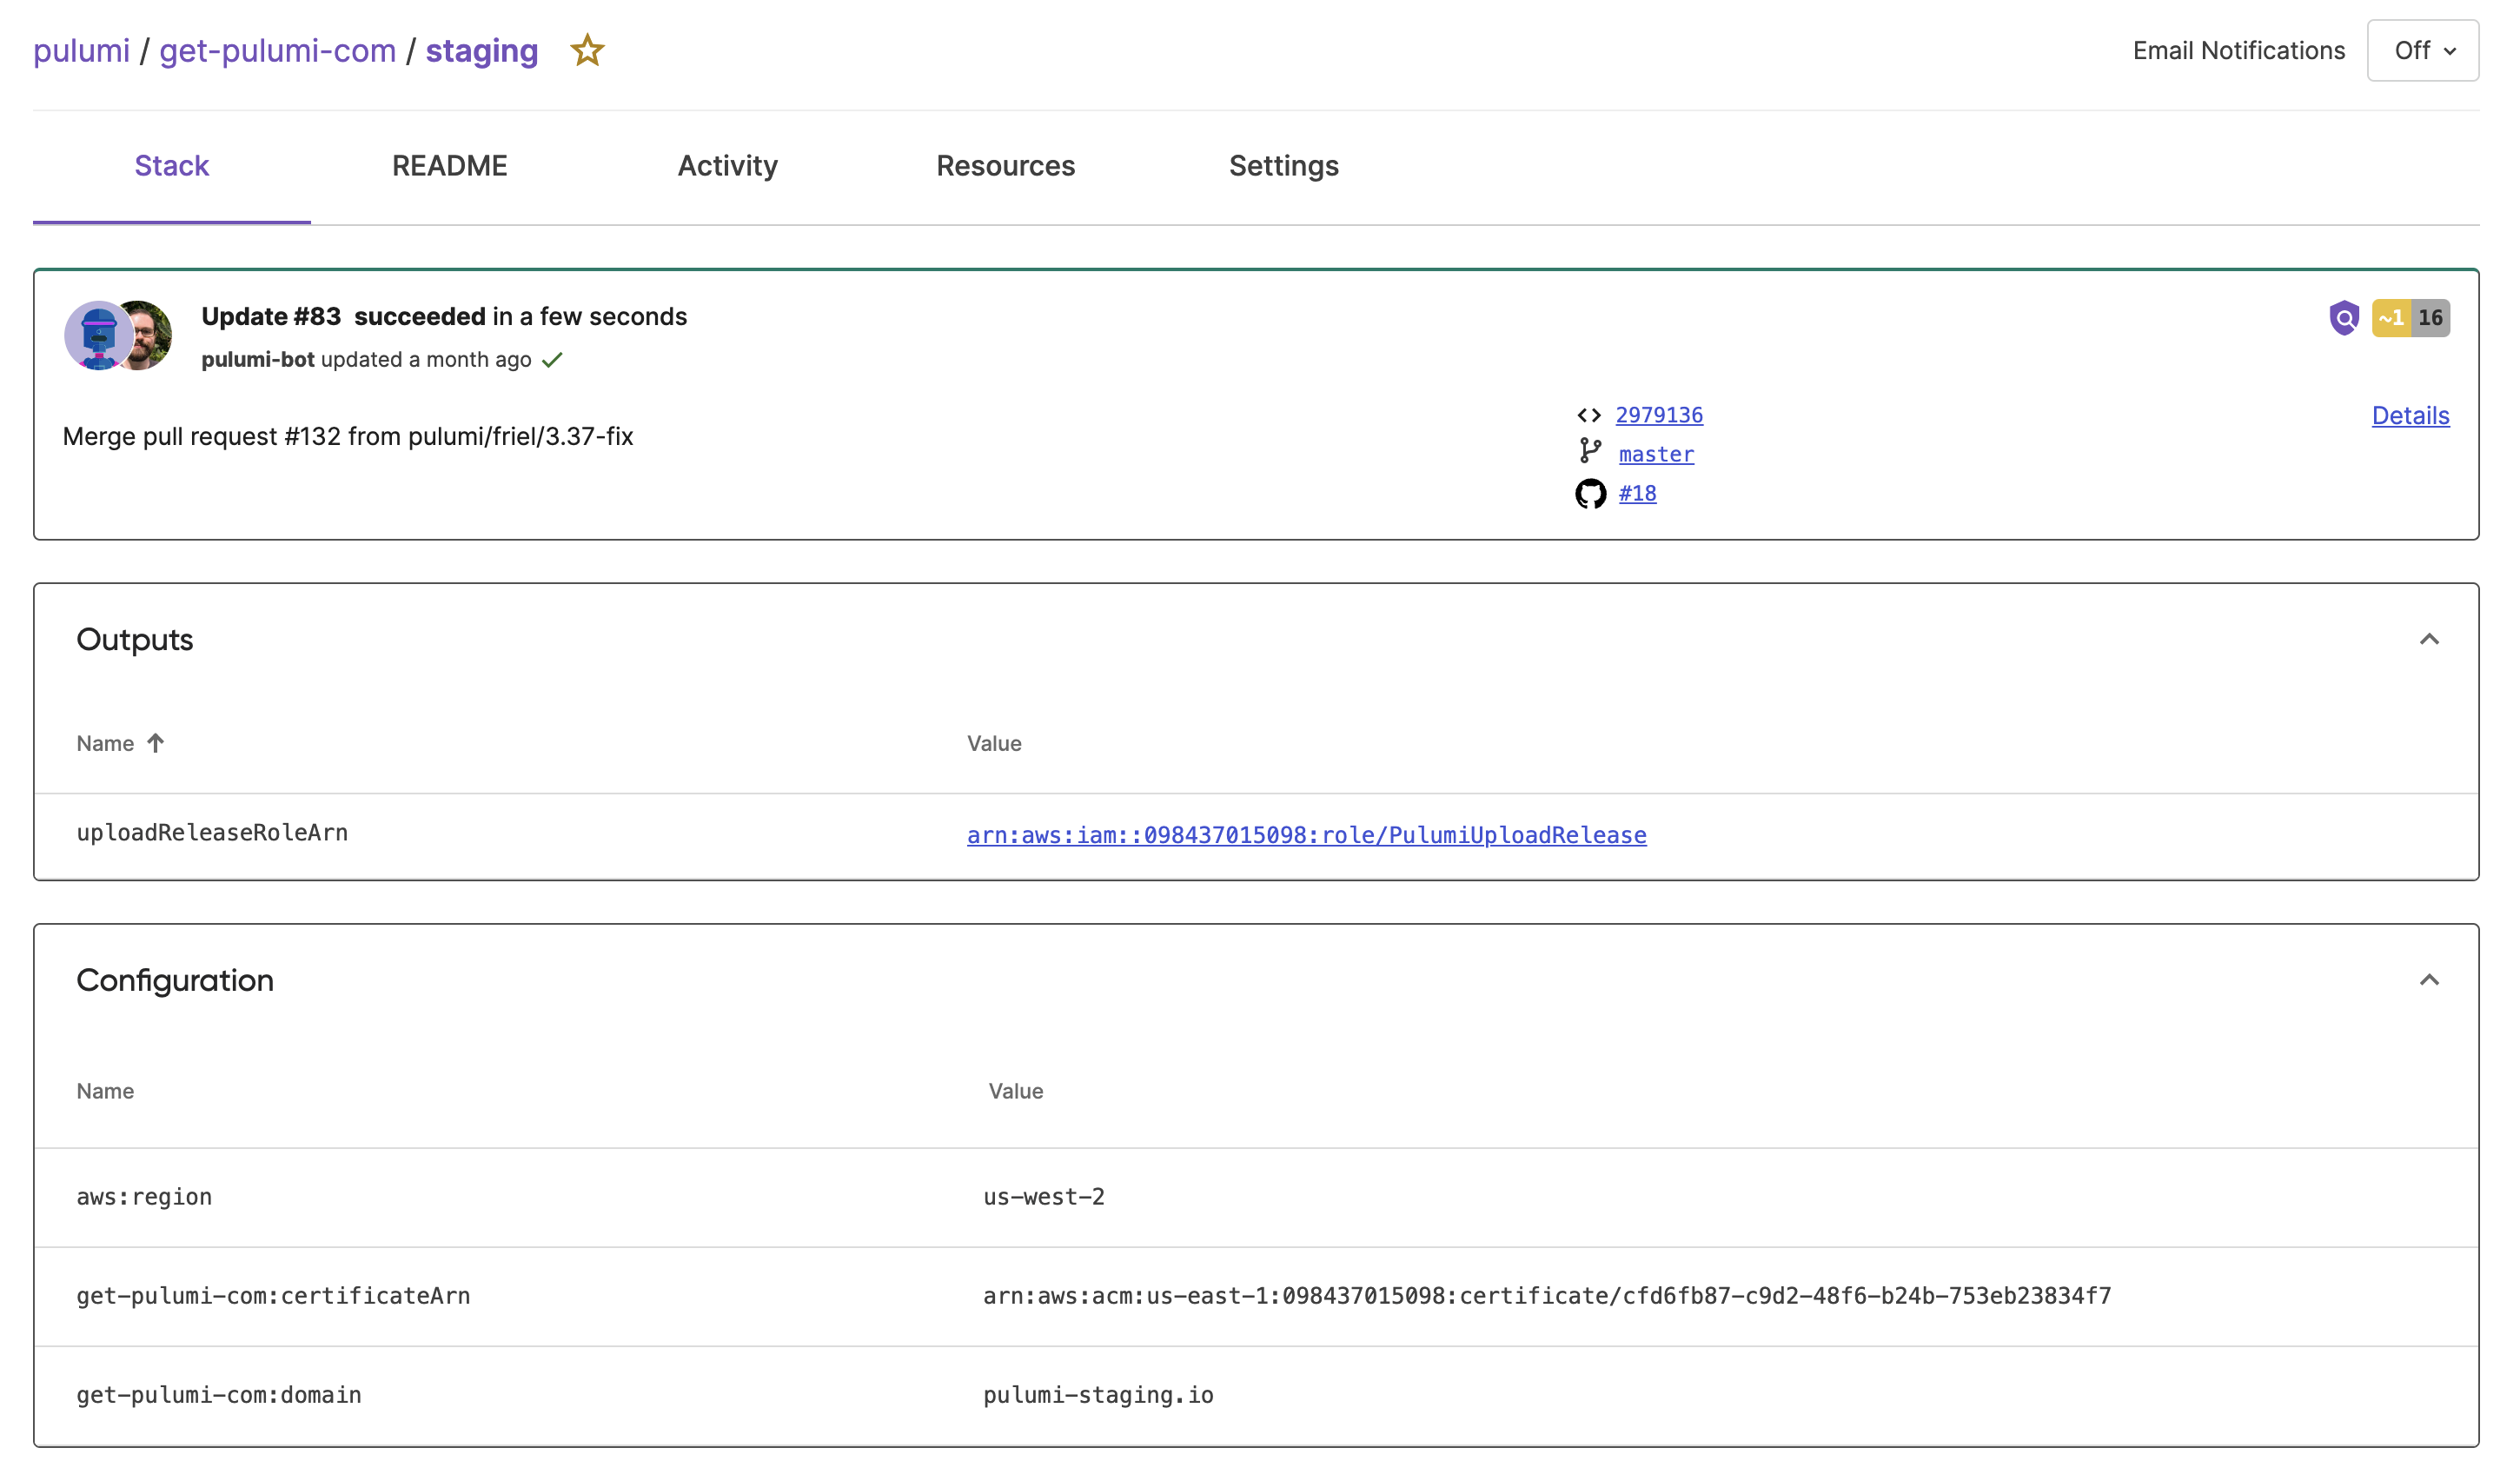 pulumi / get-pulumi-com / staging
Email Notifications Off
Stack README Activity Resources Settings
Update #83 succeeded in a few seconds
~1 16
pulumi-bot updated a month ago
Merge pull request #132 from pulumi/friel/3.37-fix
2979136
master
#18
Details
Outputs
Name Value
uploadReleaseRoleArn arn:aws:iam::098437015098:role/PulumiUploadRelease
Configuration
Name Value
aws:region us-west-2
get-pulumi-com:certificateArn arn:aws:acm:us-east-1:098437015098:certificate/cfd6fb87-c9d2-48f6-b24b-753eb23834f7
get-pulumi-com:domain pulumi-staging.io